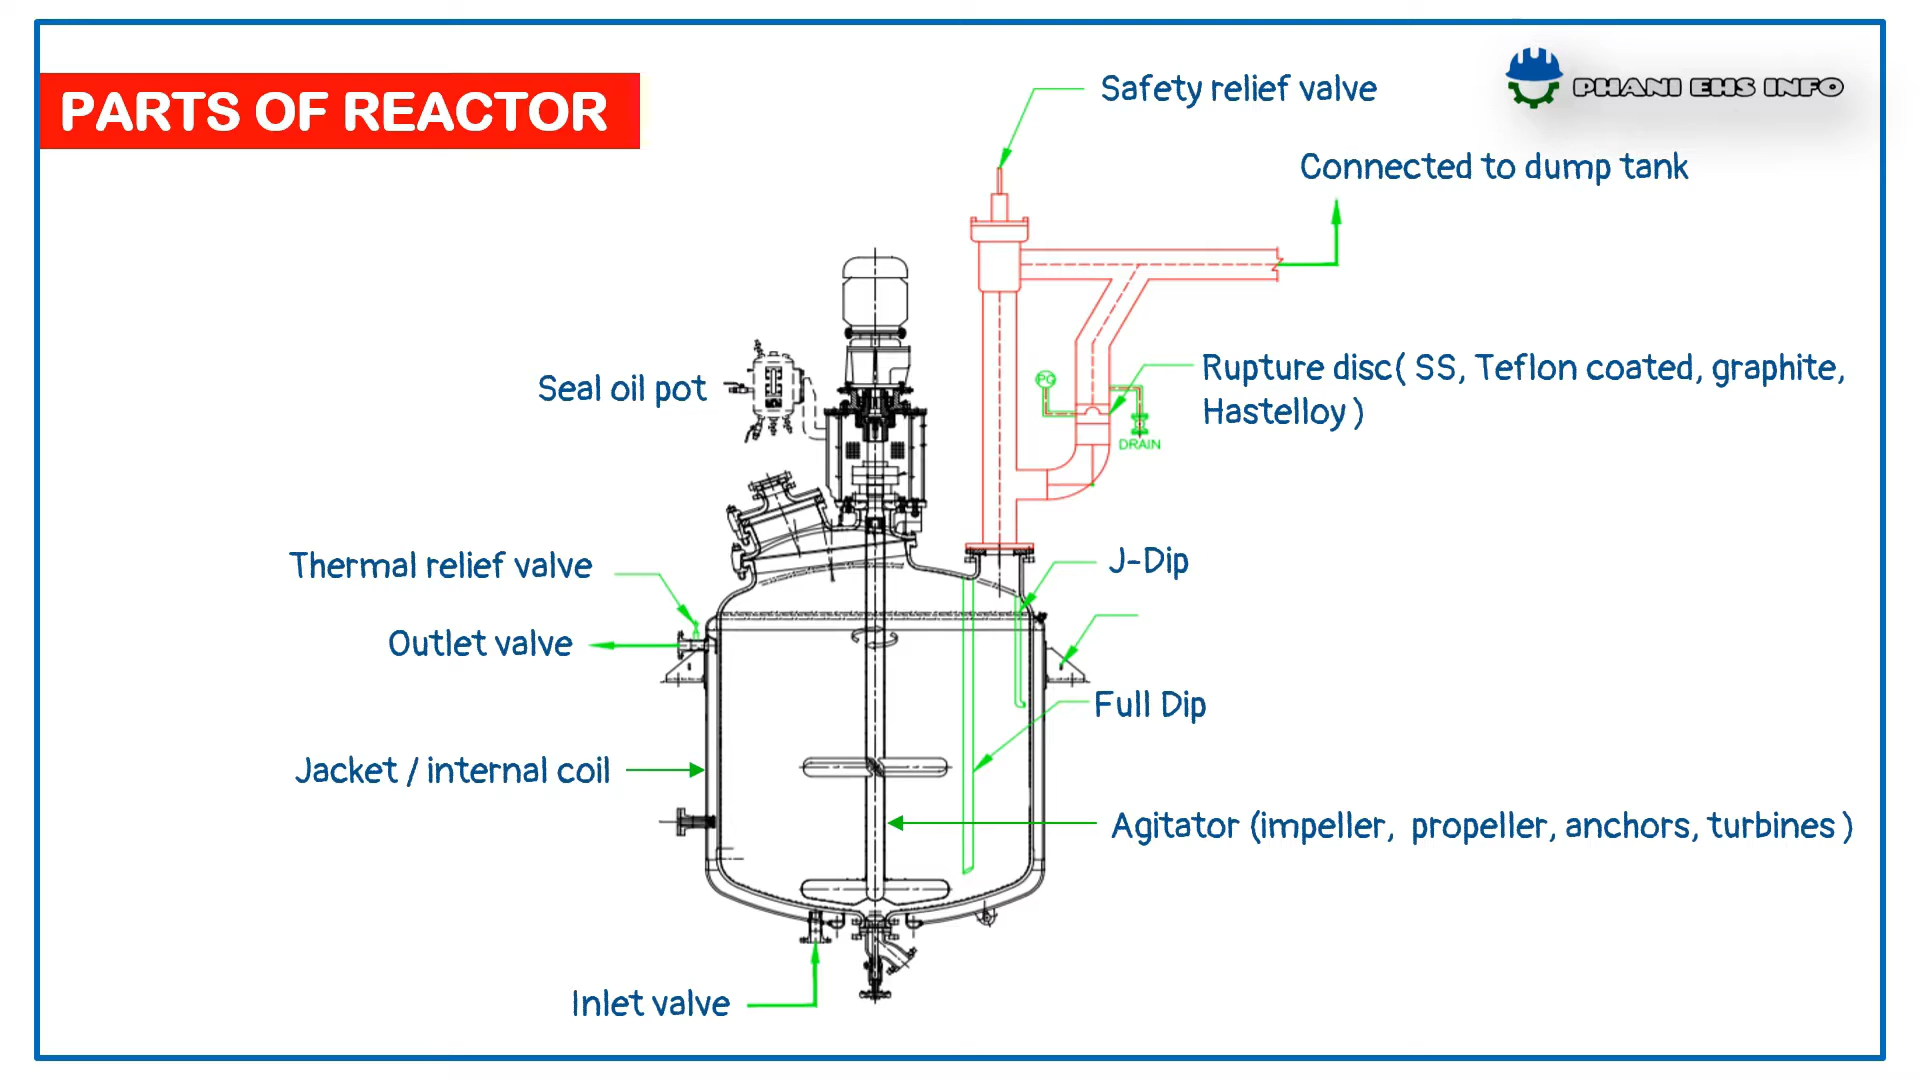 PARTS OF REACTOR
PHANI EHS INFO
Safety relief valve
Connected to dump tank
Seal oil pot
PG
Rupture disc( SS, Teflon coated, graphite,
Hastelloy )
DRAIN
Thermal relief valve
J-Dip
Outlet valve
Full Dip
Jacket / internal coil
Agitator (impeller, propeller, anchors, turbines )
Inlet valve